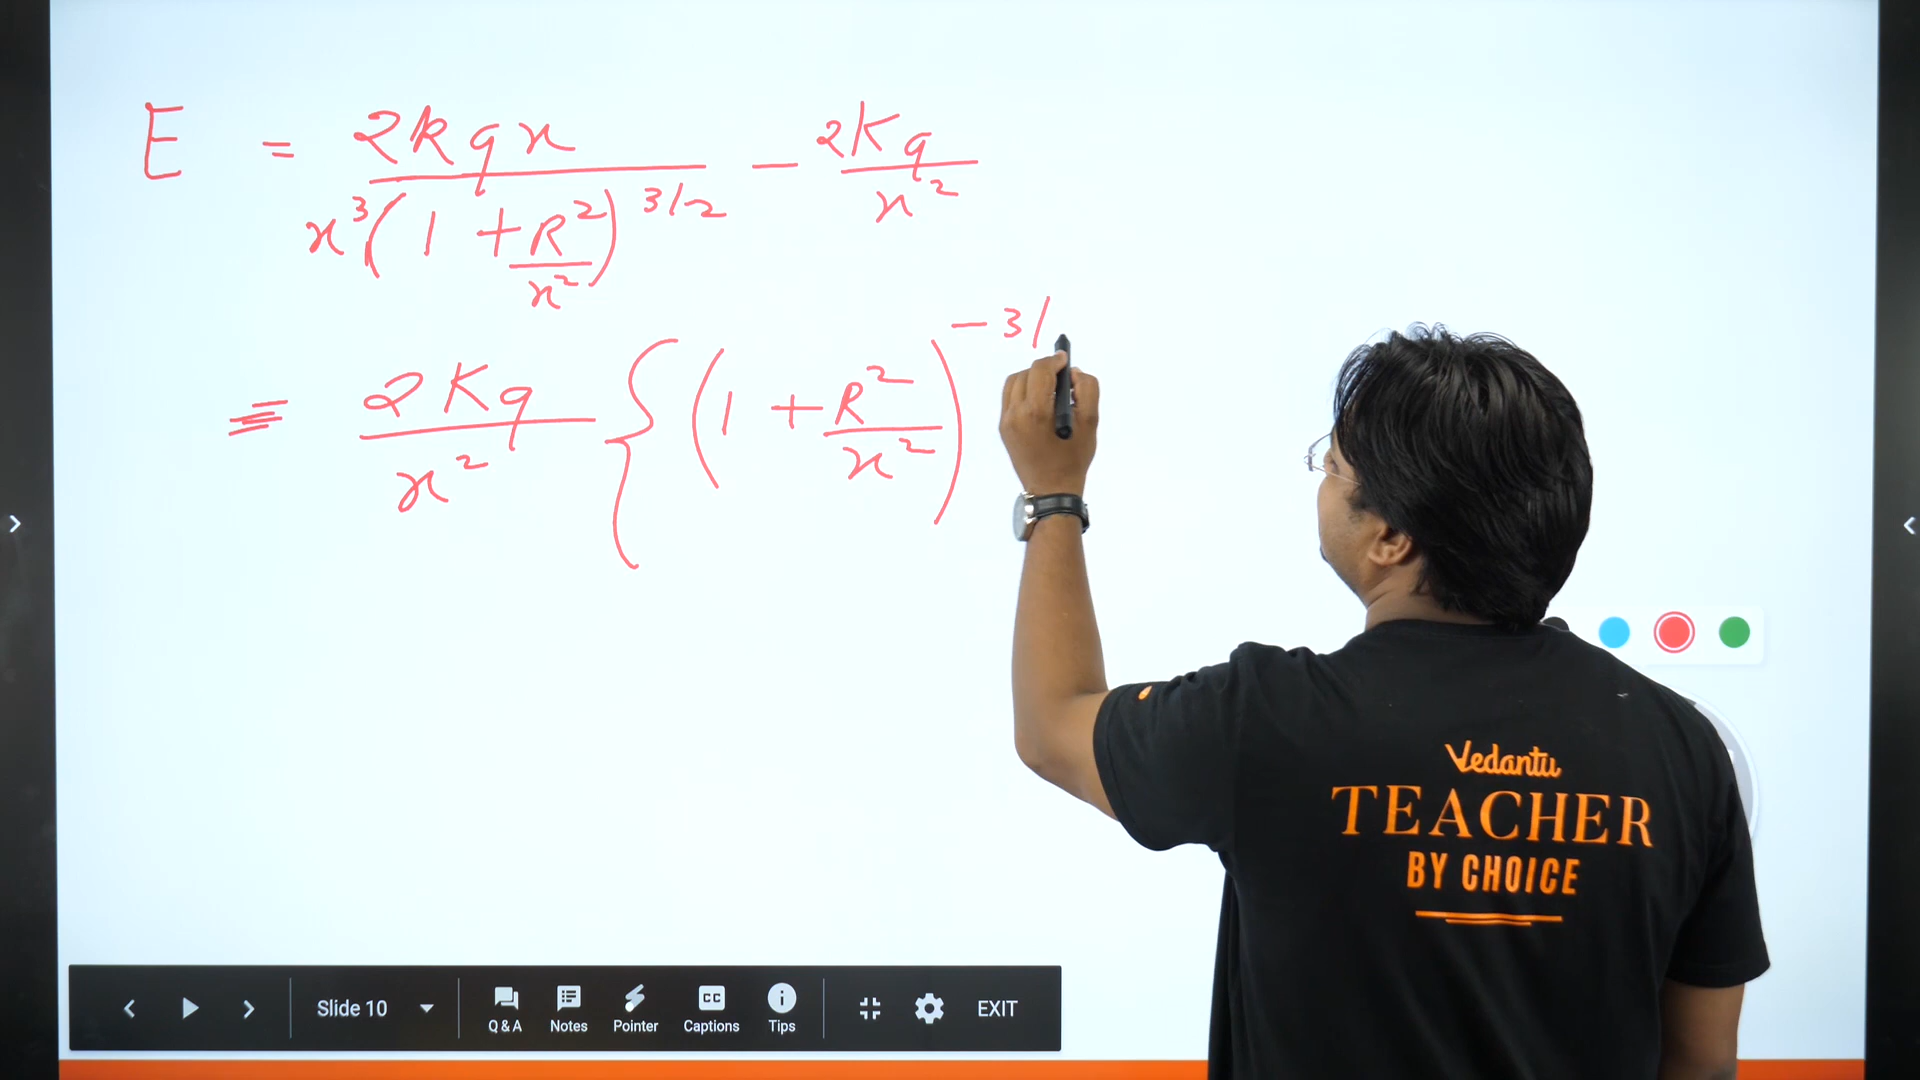 E = 2kqx / x³(1 + R²/x²)^3/2 − 2Kq / x²
= 2Kq / x² { (1 + R²/x²)^−3/
Vedantu
TEACHER
BY CHOICE
Slide 10
Q & A
Notes
Pointer
CC
Captions
Tips
EXIT